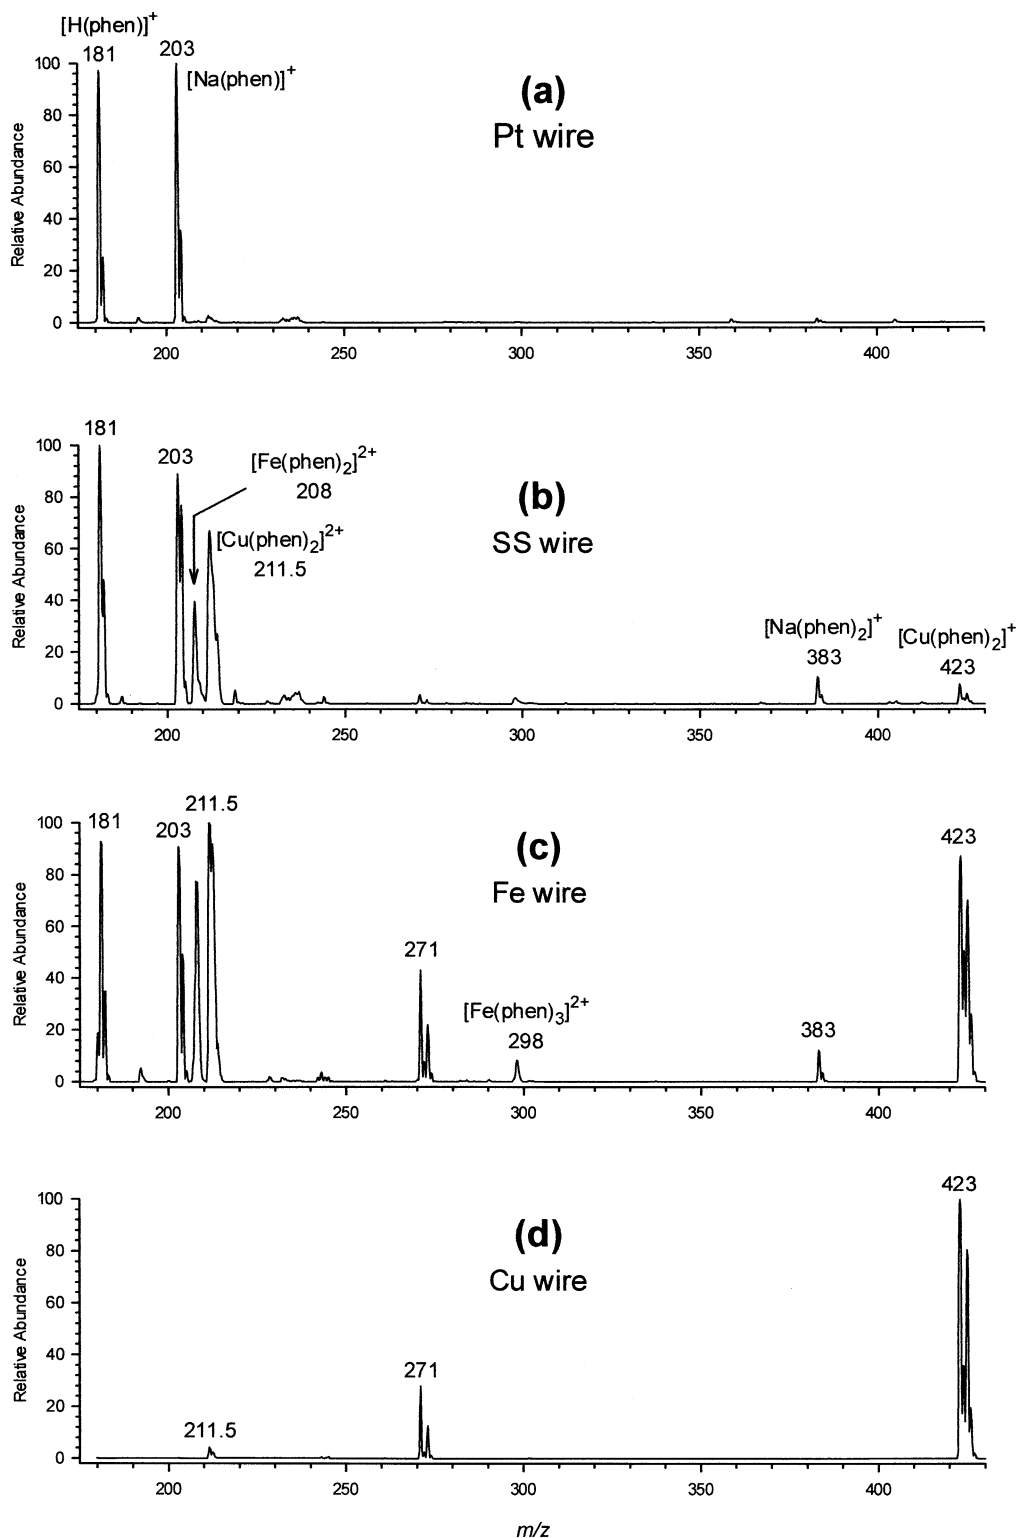 [H(phen)]+
181
203
[Na(phen)]+
(a)
Pt wire
Relative Abundance
100
80
60
40
20
0
200 250 300 350 400
181
203
[Fe(phen)2]2+
208
[Cu(phen)2]2+
211.5
(b)
SS wire
[Na(phen)2]+
383
[Cu(phen)2]+
423
Relative Abundance
100
80
60
40
20
0
200 250 300 350 400
181
203
211.5
(c)
Fe wire
271
[Fe(phen)3]2+
298
383
423
Relative Abundance
100
80
60
40
20
0
200 250 300 350 400
(d)
Cu wire
211.5
271
423
Relative Abundance
100
80
60
40
20
0
200 250 300 350 400
m/z